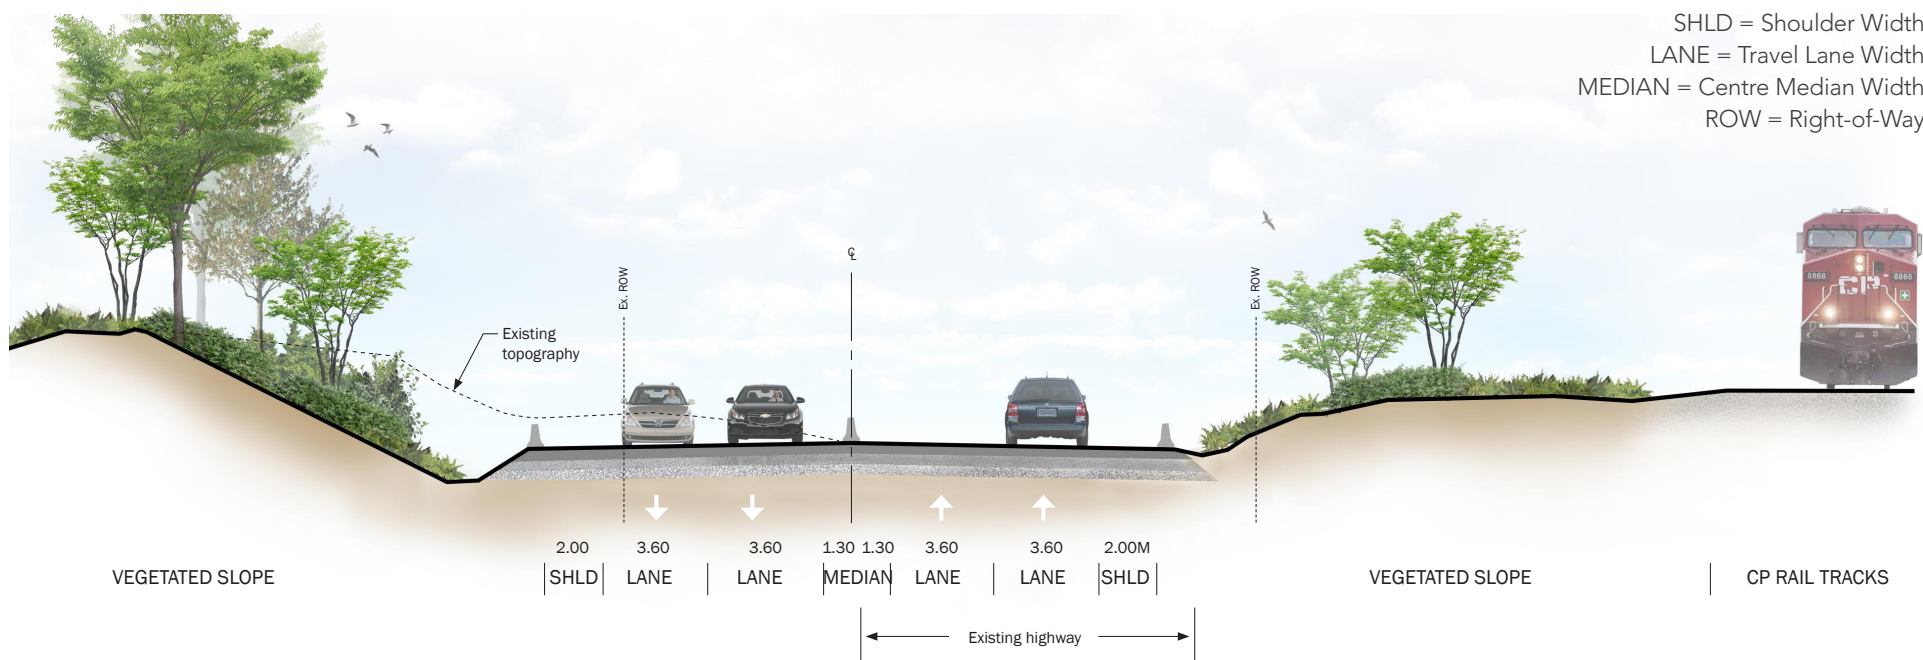 SHLD = Shoulder Width
LANE = Travel Lane Width
MEDIAN = Centre Median Width
ROW = Right-of-Way
℄
Ex. ROW
Ex. ROW
Existing
topography
8868 8868
CP
2.00 3.60 3.60 1.30 1.30 3.60 3.60 2.00M
VEGETATED SLOPE SHLD LANE LANE MEDIAN LANE LANE SHLD VEGETATED SLOPE CP RAIL TRACKS
Existing highway